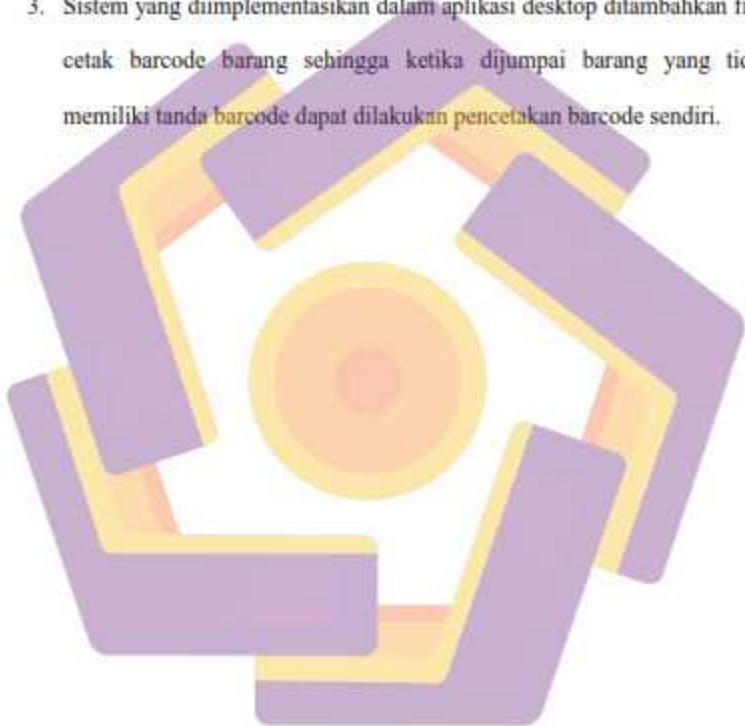 3. Sistem yang diimplementasikan dalam aplikasi desktop ditambahkan
cetak barcode barang sehingga ketika dijumpai barang yang
memiliki tanda barcode dapat dilakukan pencetakan barcode sendiri.